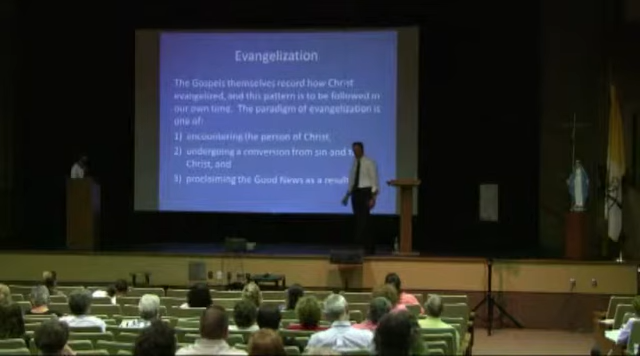 Evangelization
The Gospels themselves record how Christ
evangelized, and this pattern is to be followed in
our own time. The paradigm of evangelization is
one of:
1) encountering the person of Christ,
2) undergoing a conversion from sin and
Christ, and
3) proclaiming the Good News as a result